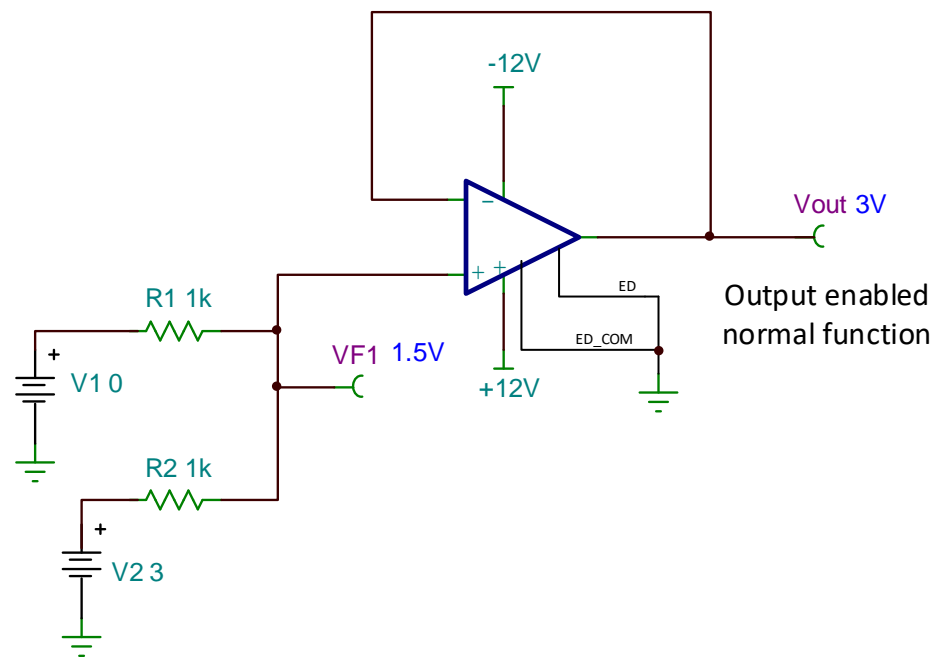 -12V
Vout 3V
−
+
+
ED
Output enabled
normal function
R1 1k
ED_COM
VF1 1.5V
+
V1 0
+12V
R2 1k
+
V2 3